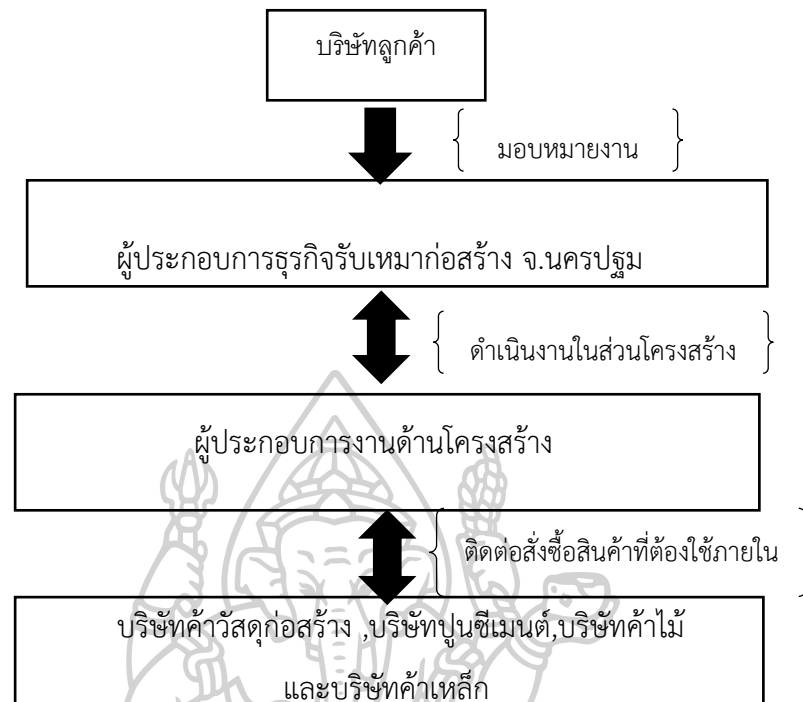 บริษัทลูกค้า
มอบหมายงาน
ผู้ประกอบการธุรกิจรับเหมาก่อสร้าง จ.นครปฐม
ดำเนินงานในส่วนโครงสร้าง
ผู้ประกอบการงานด้านโครงสร้าง
ติดต่อสั่งซื้อสินค้าที่ต้องใช้ภายใน
บริษัทค้าวัสดุก่อสร้าง ,บริษัทปูนซีเมนต์,บริษัทค้าไม้
และบริษัทค้าเหล็ก